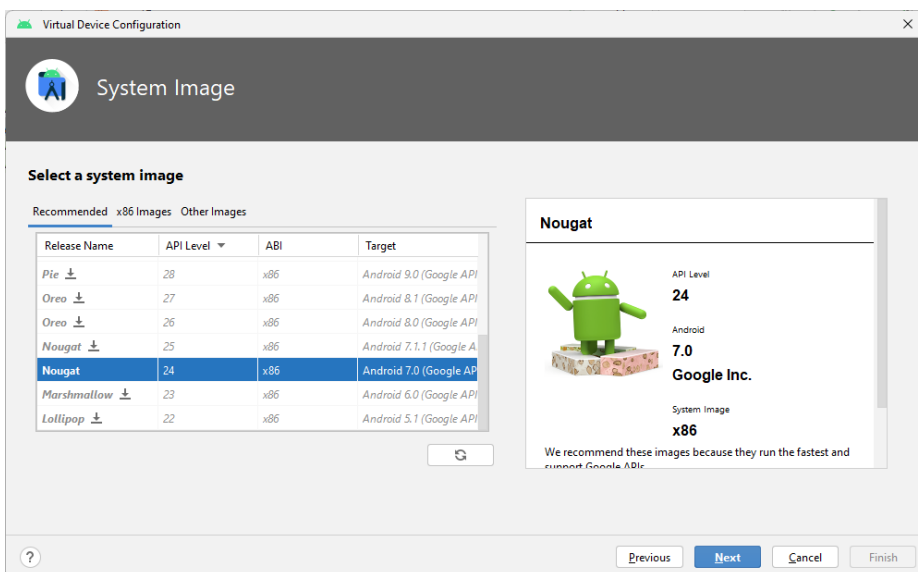 Virtual Device Configuration
System Image
Select a system image
Recommended x86 Images Other Images
Release Name API Level ABI Target
Pie 28 x86 Android 9.0 (Google API
Oreo 27 x86 Android 8.1 (Google API
Oreo 26 x86 Android 8.0 (Google API
Nougat 25 x86 Android 7.1.1 (Google A
Nougat 24 x86 Android 7.0 (Google AP
Marshmallow 23 x86 Android 6.0 (Google API
Lollipop 22 x86 Android 5.1 (Google API
Nougat
API Level
24
Android
7.0
Google Inc.
System Image
x86
We recommend these images because they run the fastest and
support Google APIs
?
Previous Next Cancel Finish